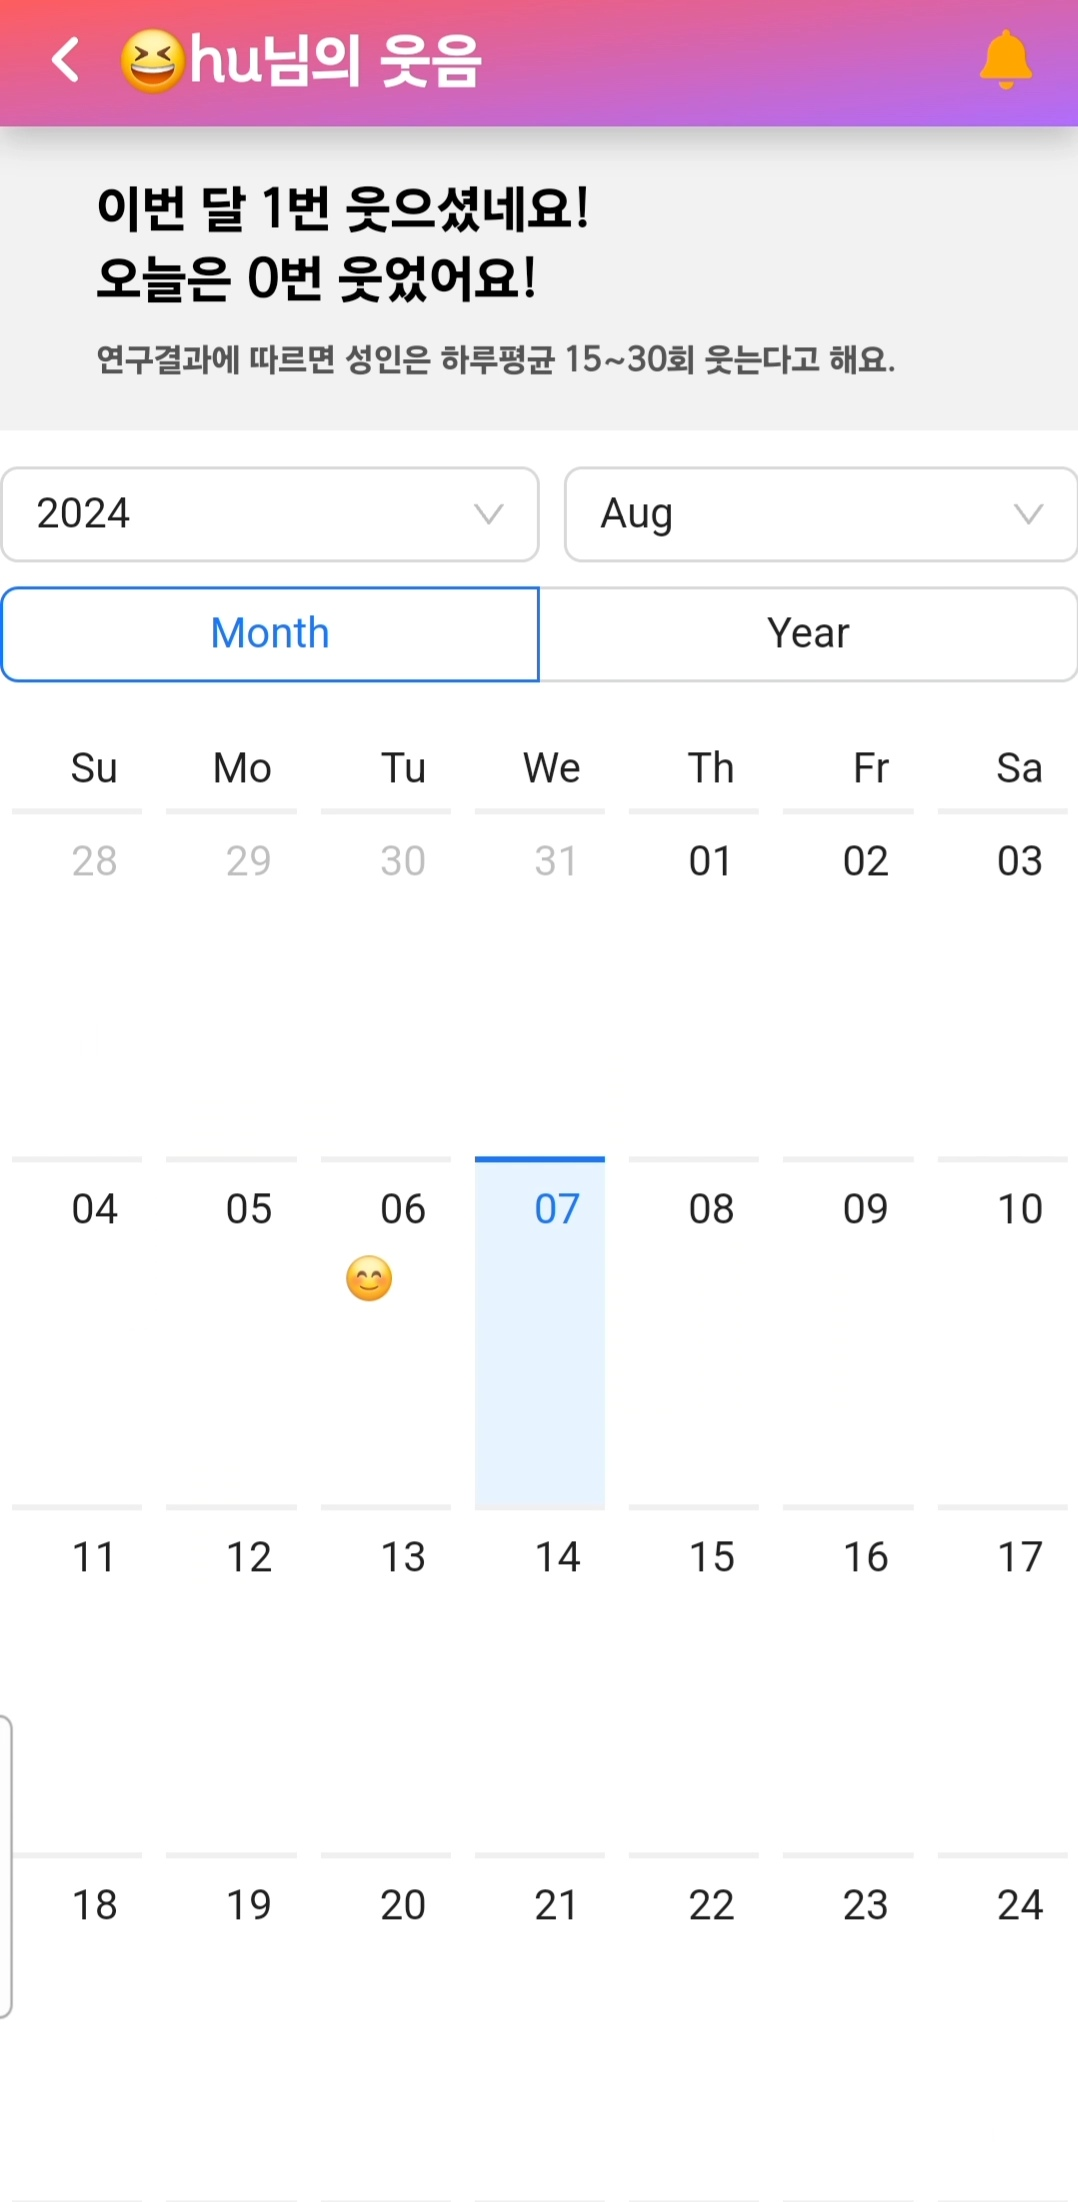 hu님의 웃음
이번 달 1번 웃으셨네요!
오늘은 0번 웃었어요!
연구결과에 따르면 성인은 하루평균 15~30회 웃는다고 해요.
2024 Aug
Month Year
Su Mo Tu We Th Fr Sa
28 29 30 31 01 02 03
04 05 06 07 08 09 10
11 12 13 14 15 16 17
18 19 20 21 22 23 24